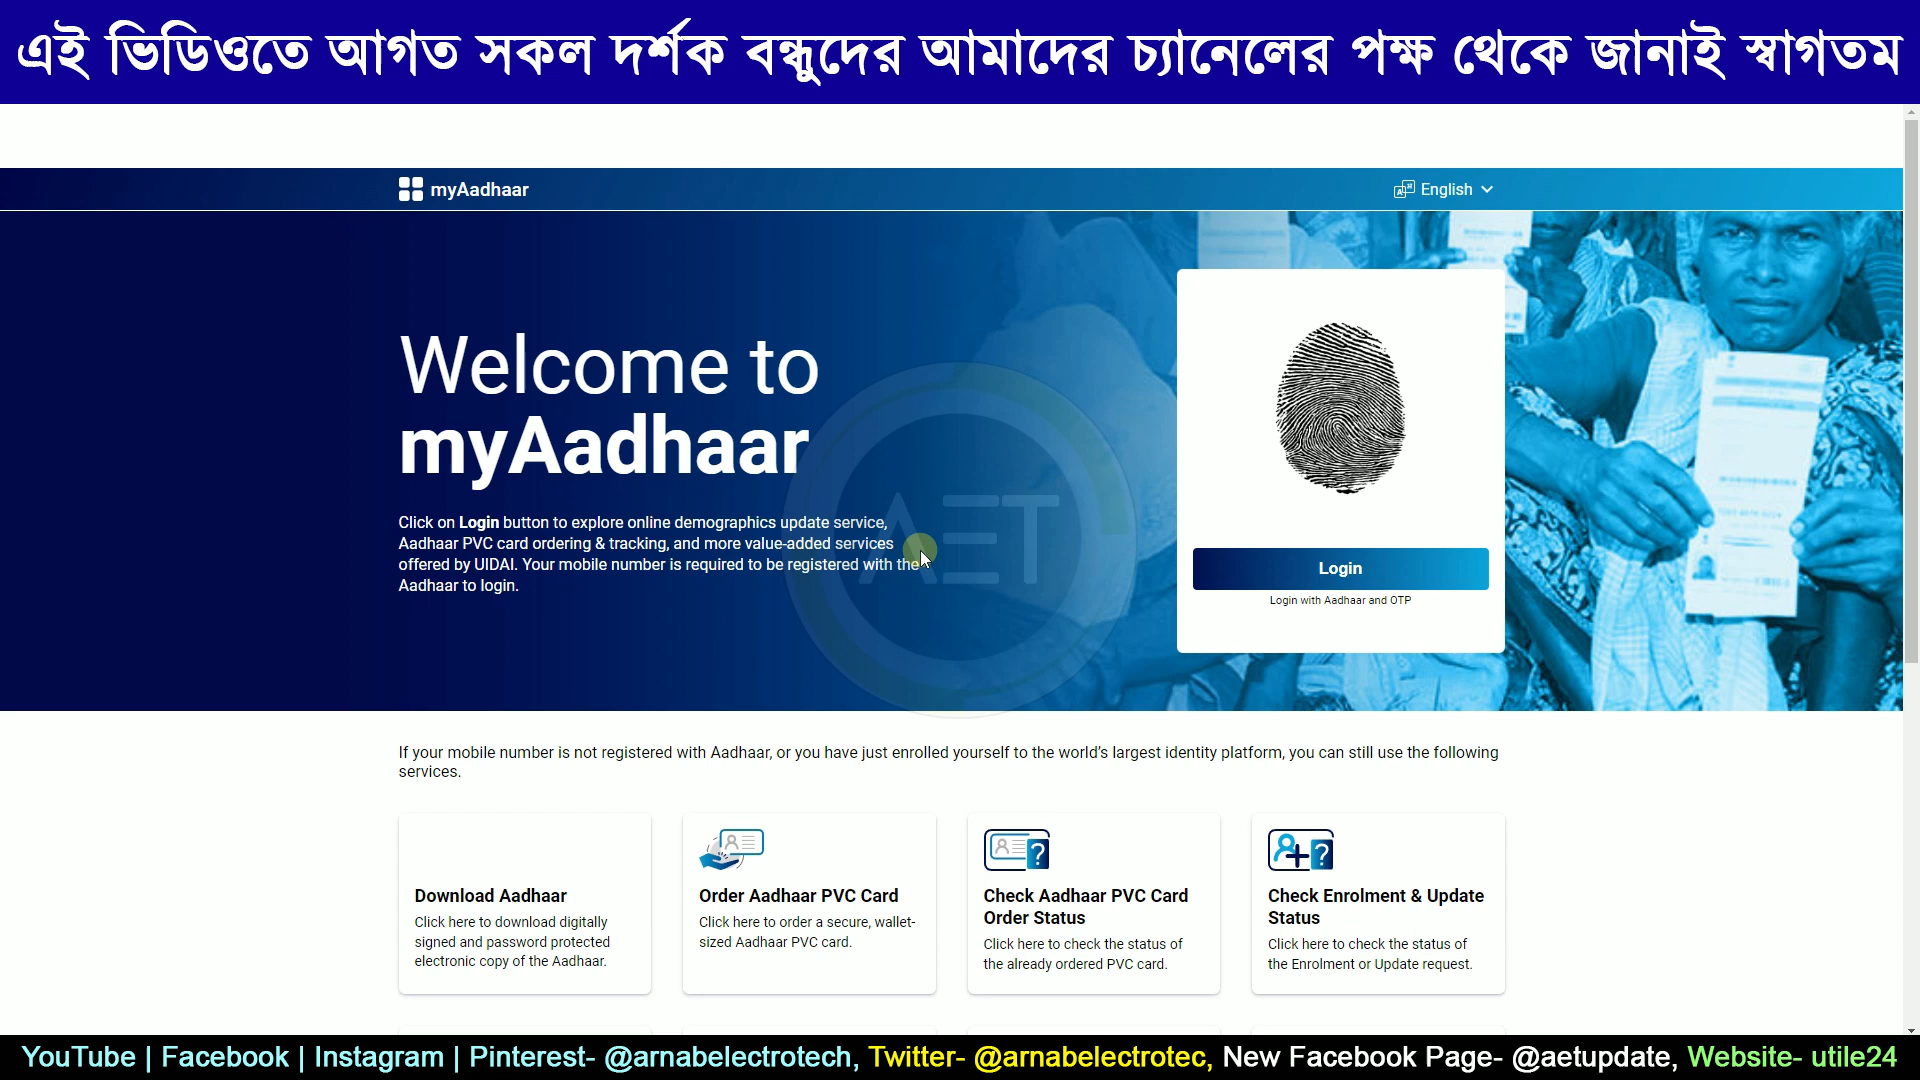 এই ভিডিওতে আগত সকল দর্শক বন্ধুদের আমাদের চ্যানেলের পক্ষ থেকে জানাই স্বাগতম
myAadhaar
English
Welcome to
myAadhaar
Click on Login button to explore online demographics update service,
Aadhaar PVC card ordering & tracking, and more value-added services
offered by UIDAI. Your mobile number is required to be registered with the
Aadhaar to login.
AET
Login
Login with Aadhaar and OTP
If your mobile number is not registered with Aadhaar, or you have just enrolled yourself to the world’s largest identity platform, you can still use the following
services.
Download Aadhaar
Click here to download digitally
signed and password protected
electronic copy of the Aadhaar.
Order Aadhaar PVC Card
Click here to order a secure, wallet-
sized Aadhaar PVC card.
Check Aadhaar PVC Card
Order Status
Click here to check the status of
the already ordered PVC card.
Check Enrolment & Update
Status
Click here to check the status of
the Enrolment or Update request.
YouTube | Facebook | Instagram | Pinterest- @arnabelectrotech, Twitter- @arnabelectrotec, New Facebook Page- @aetupdate, Website- utile24